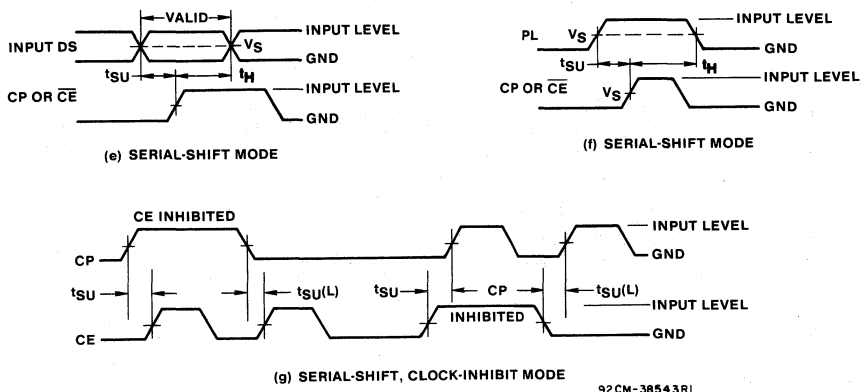 VALID
INPUT LEVEL
INPUT DS
VS
GND
tSU
tH
INPUT LEVEL
CP OR CE
GND
(e) SERIAL-SHIFT MODE
INPUT LEVEL
PL
VS
GND
tSU
tH
INPUT LEVEL
CP OR CE
VS
GND
(f) SERIAL-SHIFT MODE
CE INHIBITED
INPUT LEVEL
CP
GND
tSU
tSU(L)
tSU
CP
tSU(L)
INPUT LEVEL
INHIBITED
CE
GND
(g) SERIAL-SHIFT, CLOCK-INHIBIT MODE
92CM-38543R1